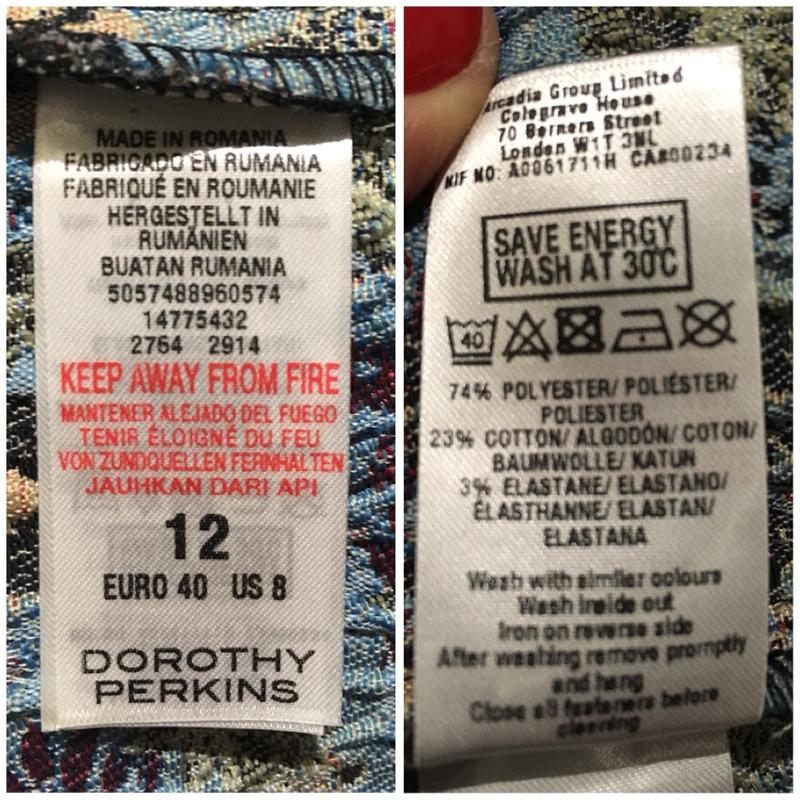 MADE IN ROMANIA
FABRICADO EN RUMANIA
FABRIQUÉ EN ROUMANIE
HERGESTELLT IN
RUMÄNIEN
BUATAN RUMANIA
5057488960574
14775432
2764 2914
KEEP AWAY FROM FIRE
MANTENER ALEJADO DEL FUEGO
TENIR ÉLOIGNÉ DU FEU
VON ZUNDQUELLEN FERNHALTEN
JAUHKAN DARI API
12
EURO 40 US 8
DOROTHY
PERKINS
Arcadia Group Limited
Colegrave House
70 Berners Street
London W1T 3NL
NIF NO: A0061711H CA200234
SAVE ENERGY
WASH AT 30°C
40
74% POLYESTER/ POLIÉSTER/
POLIESTER
23% COTTON/ ALGODÓN/ COTON/
BAUMWOLLE/ KATUN
3% ELASTANE/ ELASTANO/
ÉLASTHANNE/ ELASTAN/
ELASTANA
Wash with similar colours
Wash inside out
Iron on reverse side
After washing remove promptly
and hang
Close all fasteners before
cleaning